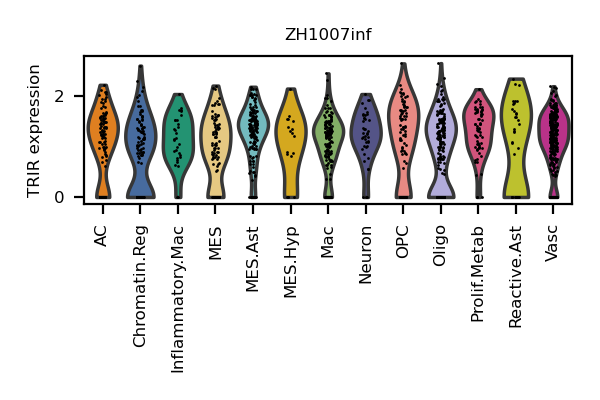 ZH1007inf
TRIR expression
2
0
AC
Chromatin.Reg
Inflammatory.Mac
MES
MES.Ast
MES.Hyp
Mac
Neuron
OPC
Oligo
Prolif.Metab
Reactive.Ast
Vasc